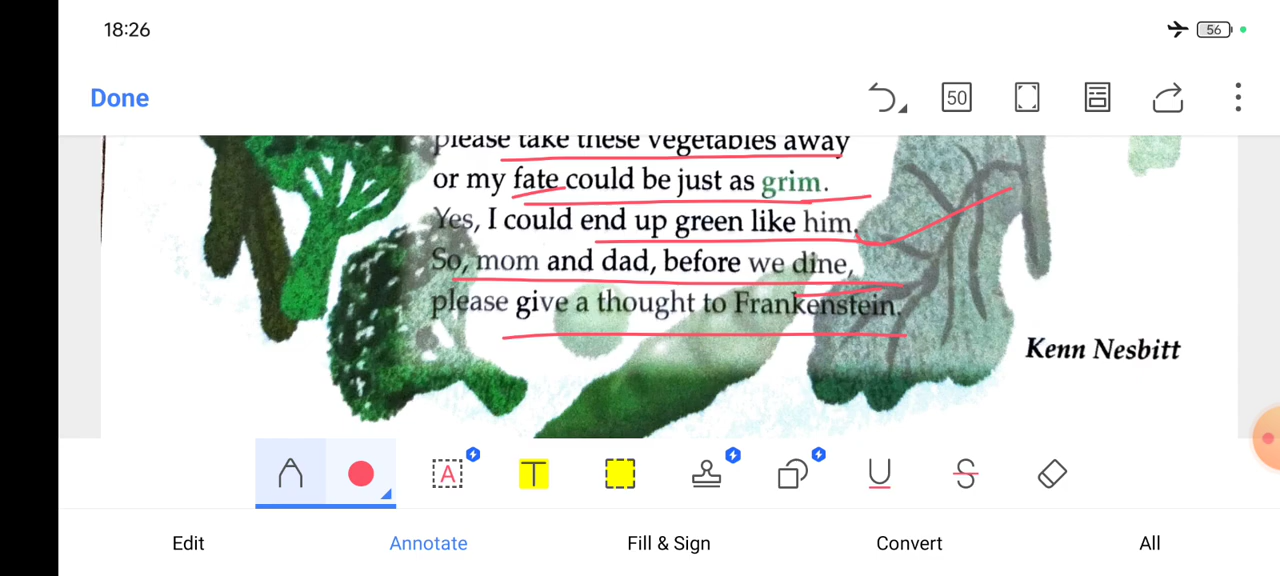 18:26
56
Done
50
please take these vegetables away
or my fate could be just as grim.
Yes, I could end up green like him.
So, mom and dad, before we dine,
please give a thought to Frankenstein.
Kenn Nesbitt
A
T
U
S
Edit
Annotate
Fill & Sign
Convert
All